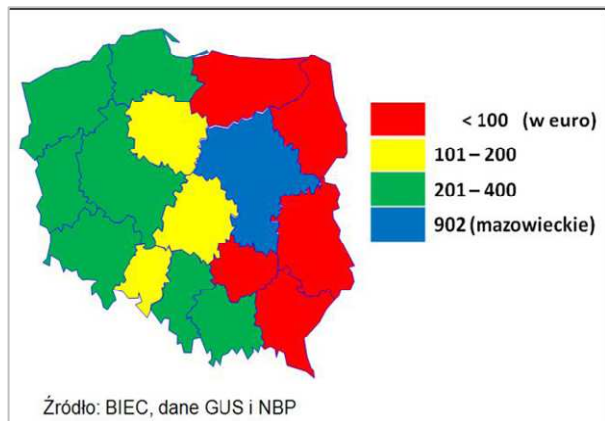 < 100 (w euro)
101 – 200
201 – 400
902 (mazowieckie)
Źródło: BIEC, dane GUS i NBP